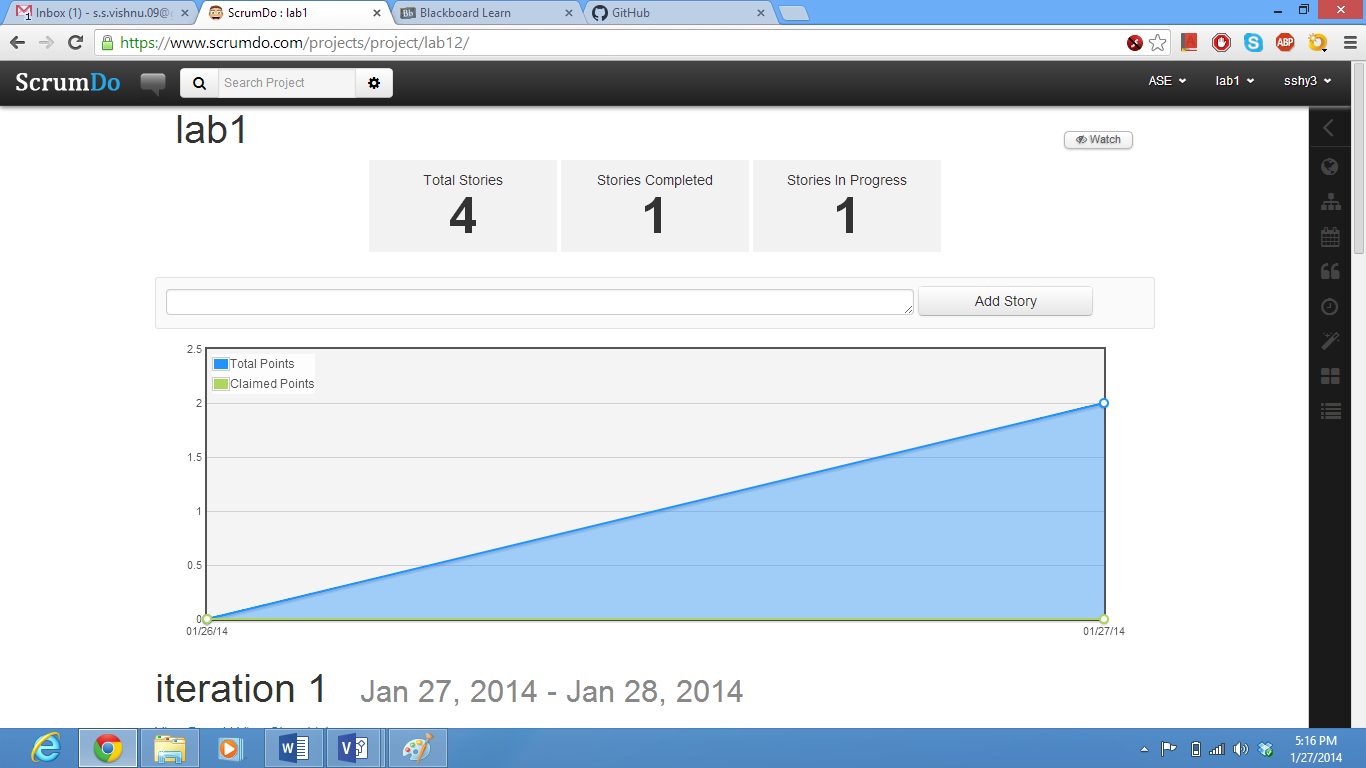 Inbox (1) - s.s.vishnu.09@
ScrumDo : lab1
Blackboard Learn
GitHub
https://www.scrumdo.com/projects/project/lab12/
ABP
ScrumDo
Search Project
ASE
lab1
sshy3
lab1
Watch
Total Stories
4
Stories Completed
1
Stories In Progress
1
Add Story
2.5
Total Points
Claimed Points
2
1.5
1
0.5
0
01/26/14
01/27/14
iteration 1 Jan 27, 2014 - Jan 28, 2014
5:16 PM
1/27/2014